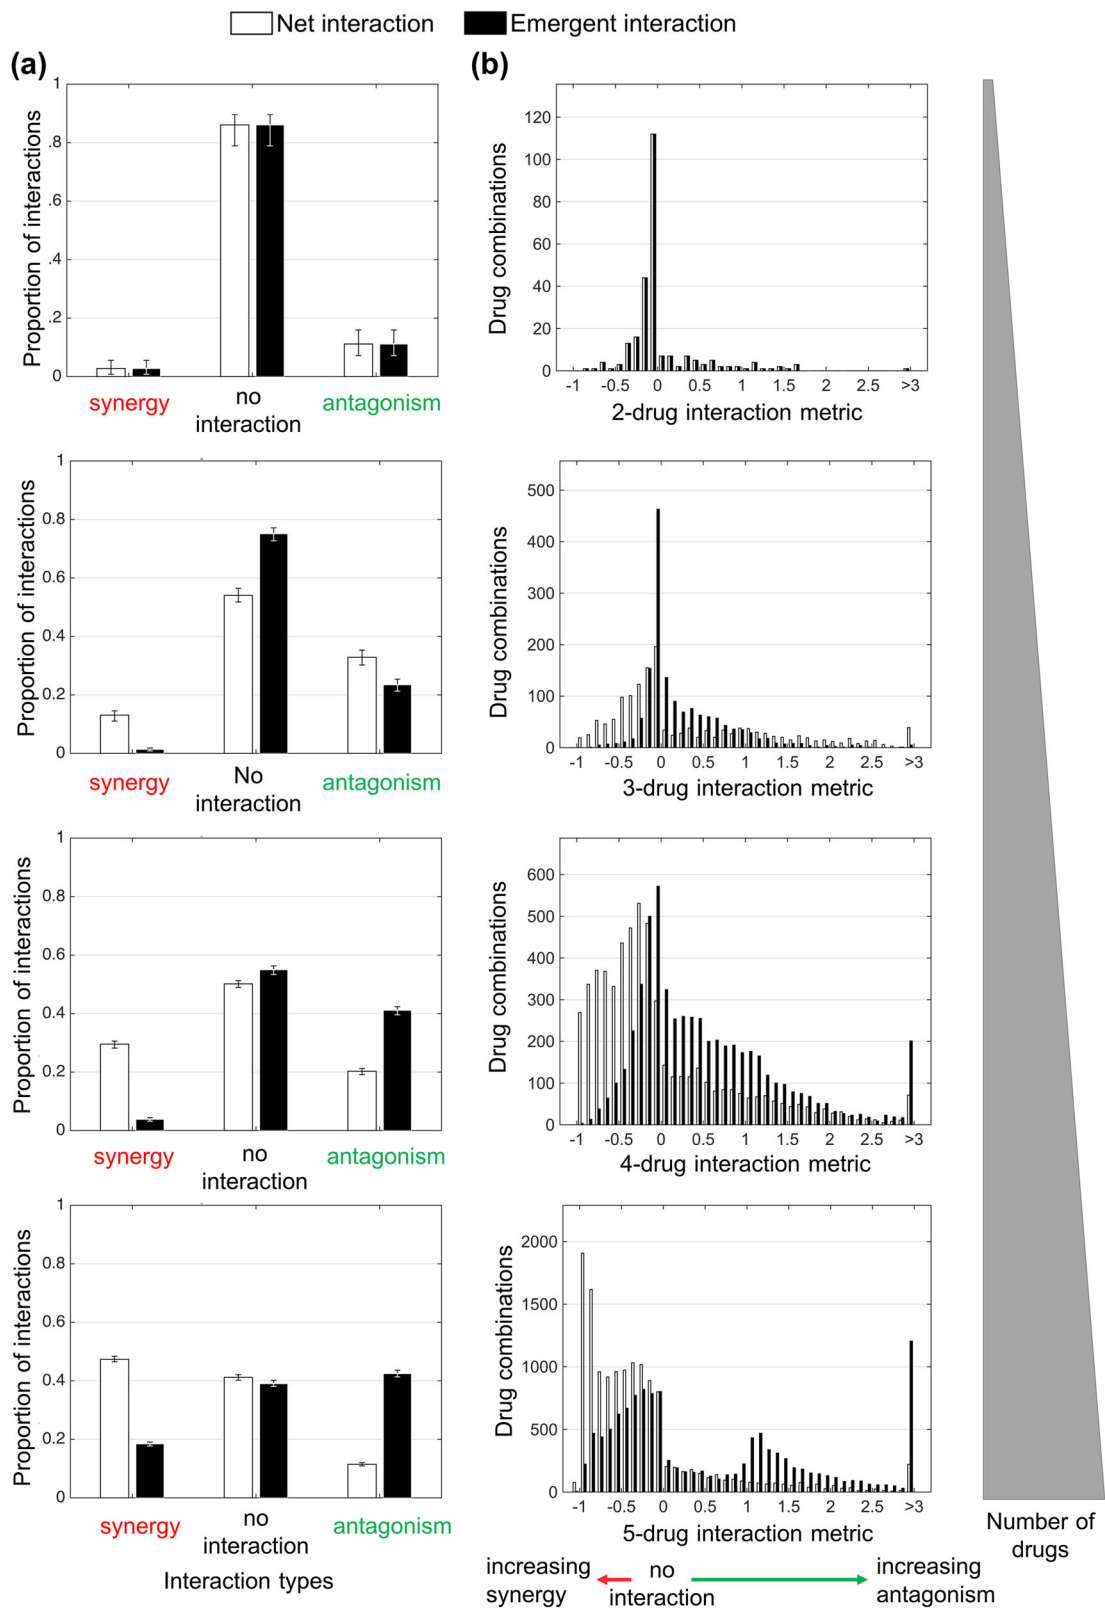 Net interaction Emergent interaction
(a) (b)
1
.8
.6
.4
.2
0
Proportion of interactions
synergy no interaction antagonism
120
100
80
60
40
20
0
Drug combinations
-1 -0.5 0 0.5 1 1.5 2 2.5 >3
2-drug interaction metric
1
0.8
0.6
0.4
0.2
0
Proportion of interactions
synergy No interaction antagonism
500
400
300
200
100
0
Drug combinations
-1 -0.5 0 0.5 1 1.5 2 2.5 >3
3-drug interaction metric
1
0.8
0.6
0.4
0.2
0
Proportion of interactions
synergy no interaction antagonism
600
500
400
300
200
100
0
Drug combinations
-1 -0.5 0 0.5 1 1.5 2 2.5 >3
4-drug interaction metric
1
0.8
0.6
0.4
0.2
0
Proportion of interactions
synergy no interaction antagonism
Interaction types
2000
1500
1000
500
0
Drug combinations
-1 -0.5 0 0.5 1 1.5 2 2.5 >3
5-drug interaction metric
increasing synergy
no interaction
increasing antagonism
Number of
drugs